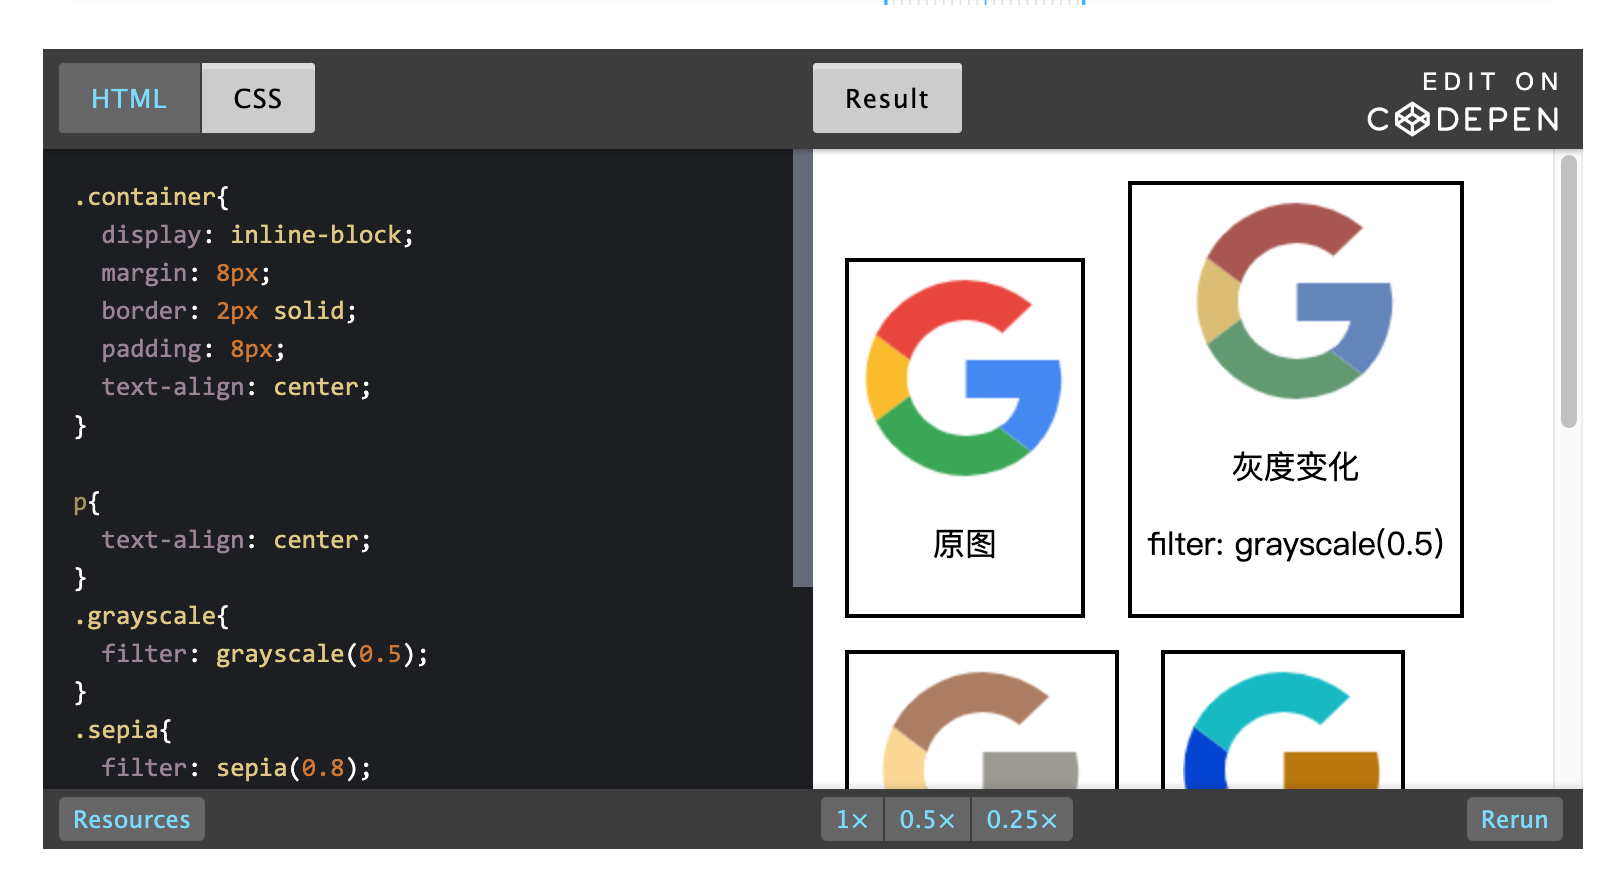 HTML
CSS
Result
EDIT ON
CODEPEN
.container{
  display: inline-block;
  margin: 8px;
  border: 2px solid;
  padding: 8px;
  text-align: center;
}
p{
  text-align: center;
}
.grayscale{
  filter: grayscale(0.5);
}
.sepia{
  filter: sepia(0.8);
原图
灰度变化
filter: grayscale(0.5)
Resources
1×
0.5×
0.25×
Rerun